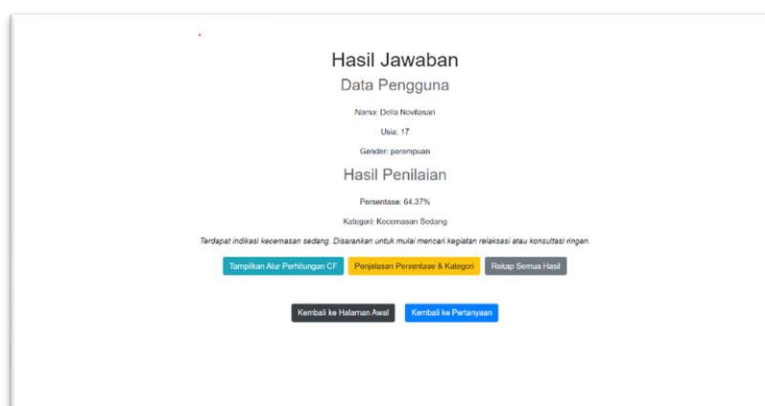 Hasil Jawaban
Data Pengguna
Nama: Delia Novitasari
Usia: 17
Gender: perempuan
Hasil Penilaian
Persentase: 64.37%
Kategori: Kecemasan Sedang
Terdapat indikasi kecemasan sedang. Disarankan untuk mulai mencari kegiatan relaksasi atau konsultasi ringan.
Tampilkan Alur Perhitungan CF Penjelasan Persentase & Kategori Rekap Semua Hasil
Kembali ke Halaman Awal Kembali ke Pertanyaan